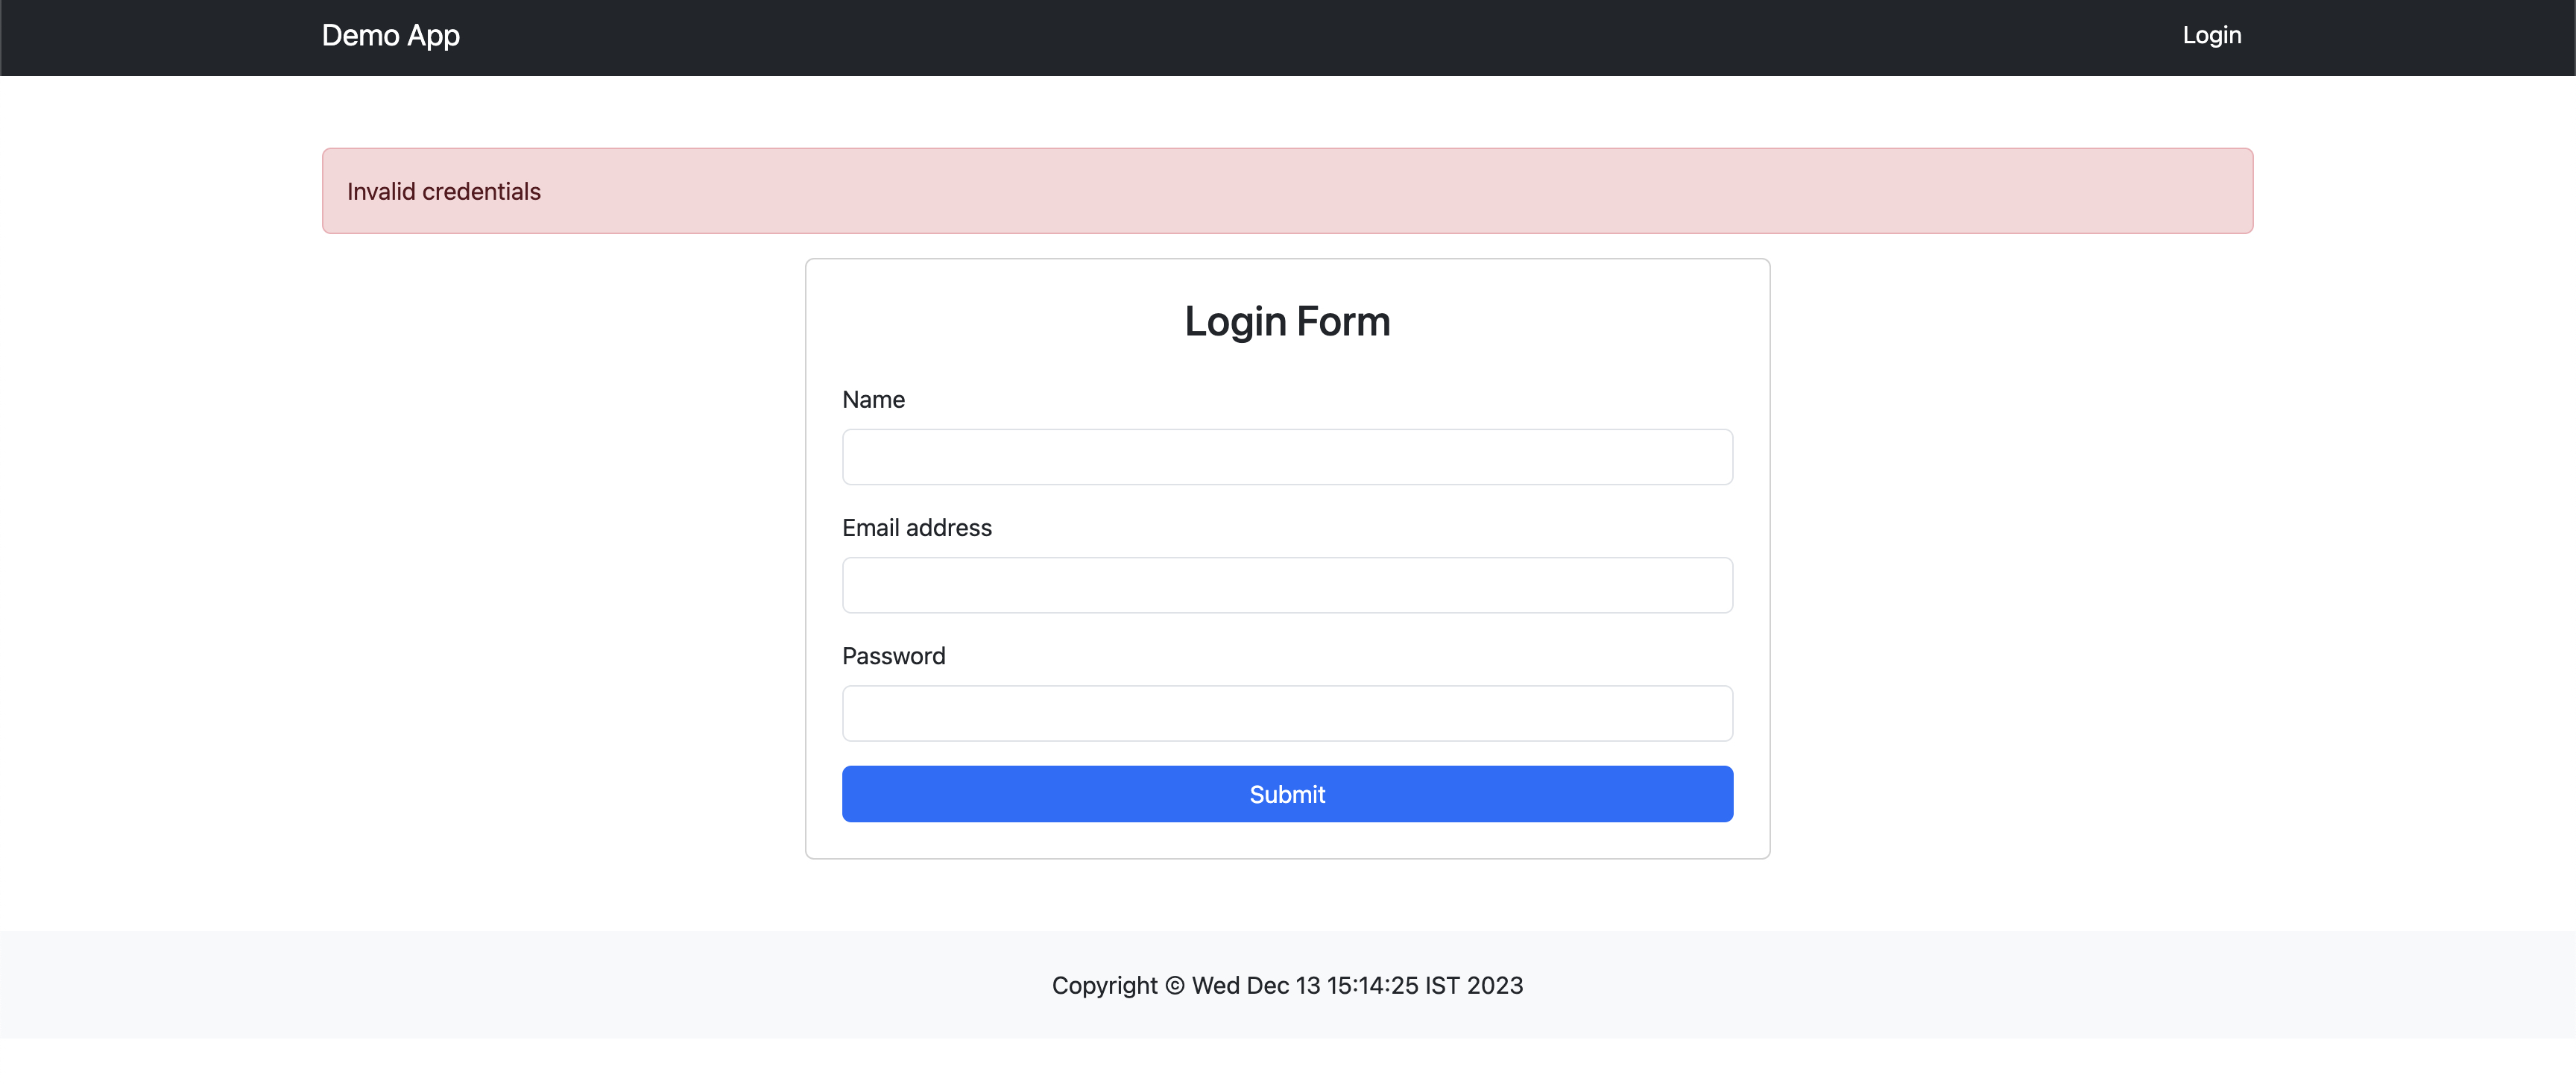 Demo App
Login
Invalid credentials
Login Form
Name
Email address
Password
Submit
Copyright © Wed Dec 13 15:14:25 IST 2023